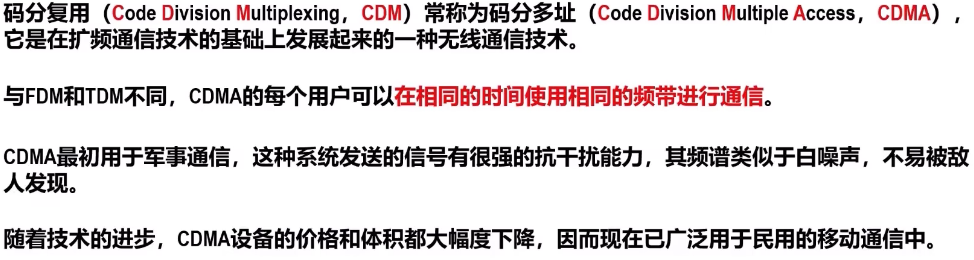 码分复用（Code Division Multiplexing，CDM）常称为码分多址（Code Division Multiple Access，CDMA），
它是在扩频通信技术的基础上发展起来的一种无线通信技术。
与FDM和TDM不同，CDMA的每个用户可以在相同的时间使用相同的频带进行通信。
CDMA最初用于军事通信，这种系统发送的信号有很强的抗干扰能力，其频谱类似于白噪声，不易被敌
人发现。
随着技术的进步，CDMA设备的价格和体积都大幅度下降，因而现在已广泛用于民用的移动通信中。